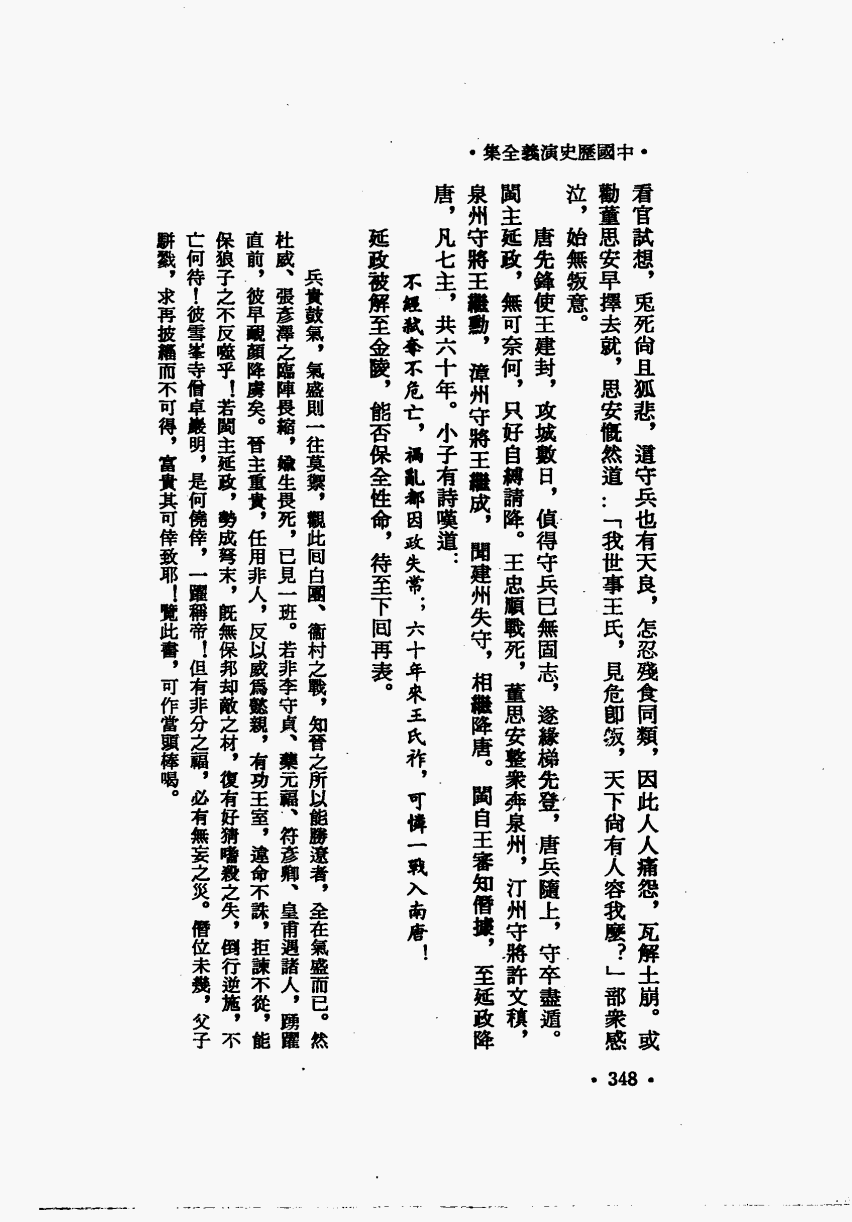 ·中國歷史演義全集·
看官試想，兎死尙且狐悲，這守兵也有天良，怎忍殘食同類，因此人人痛怨，瓦解土崩。或
勸董思安早擇去就，思安慨然道：「我世事王氏，見危卽叛，天下尙有人容我麼？」部衆感
泣，始無叛意。
唐先鋒使王建封，攻城數日，偵得守兵已無固志，遂緣梯先登，唐兵隨上，守卒盡遁。
閩主延政，無可奈何，只好自縛請降。王忠順戰死，董思安整衆奔泉州，汀州守將許文稹，
泉州守將王繼勳，漳州守將王繼成，聞建州失守，相繼降唐。閩自王審知僭據，至延政降
唐，凡七主，共六十年。小子有詩嘆道：
不經弒奪不危亡，禍亂都因政失常；六十年來王氏祚，可憐一戰入南唐！
延政被解至金陵，能否保全性命，待至下回再表。
兵貴鼓氣，氣盛則一往莫禦，觀此回白團、衞村之戰，知晉之所以能勝遼者，全在氣盛而已。然
杜威、張彥澤之臨陣畏縮，媮生畏死，已見一班。若非李守貞、藥元福、符彥卿、皇甫遇諸人，踴躍
直前，彼早靦顏降虜矣。晉主重貴，任用非人，反以威爲懿親，有功王室，違命不誅，拒諫不從，能
保狼子之不反噬乎！若閩主延政，勢成弩末，旣無保邦却敵之材，復有好猜嗜殺之失，倒行逆施，不
亡何待！彼雪峯寺僧卓巖明，是何僥倖，一躍稱帝！但有非分之福，必有無妄之災。僭位未幾，父子
駢戮，求再披緇而不可得，富貴其可倖致耶！覽此書，可作當頭棒喝。
·348·